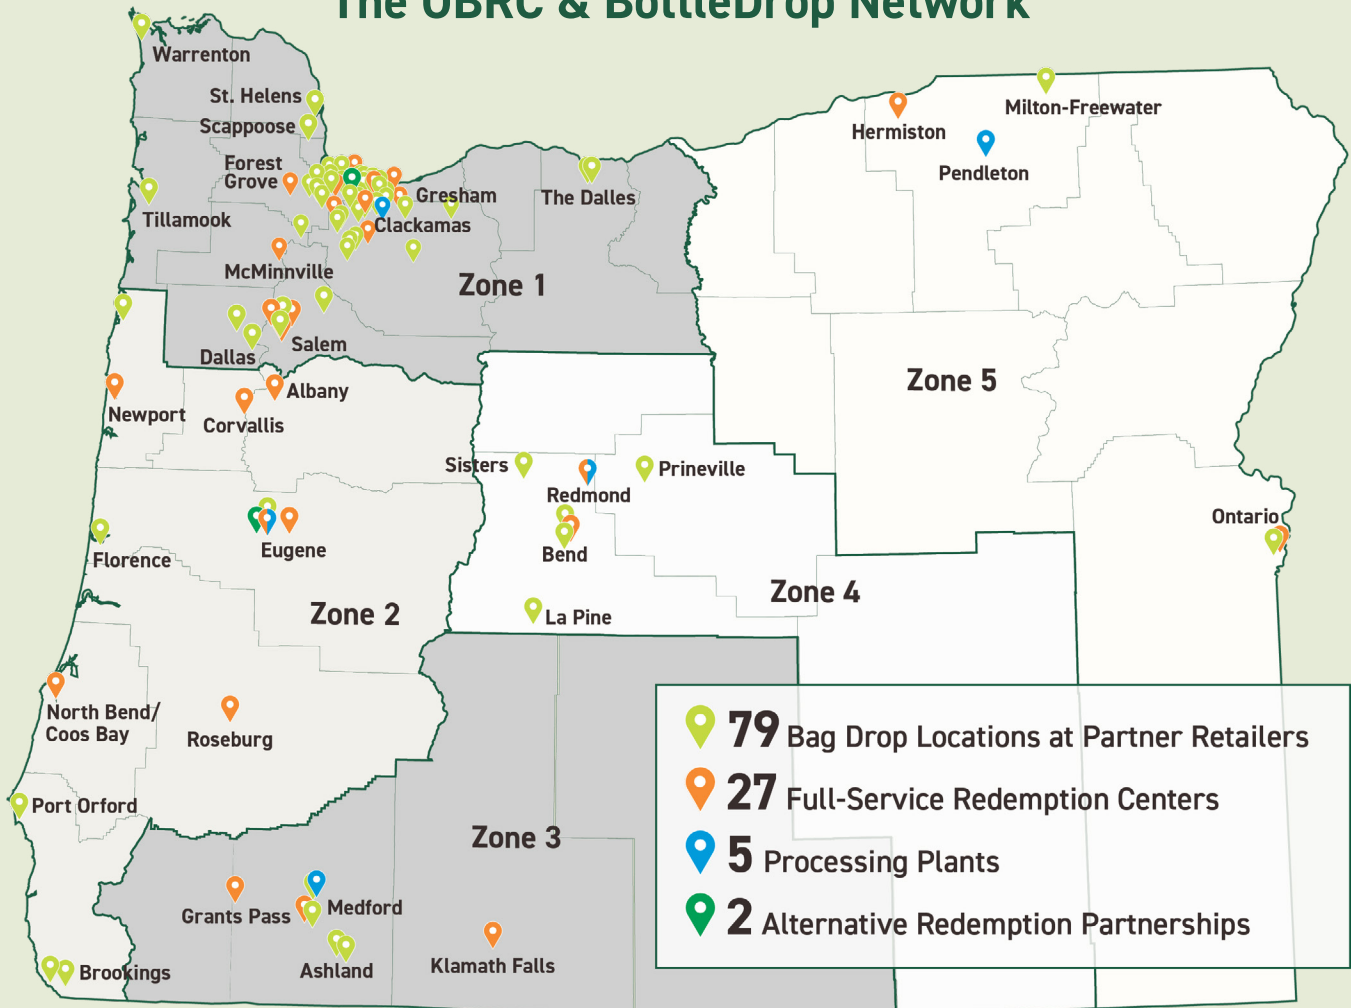 The OBRC & BottleDrop Network
Warrenton
St. Helens
Scappoose
Forest
Grove
Gresham
Clackamas
Tillamook
The Dalles
McMinnville
Zone 1
Salem
Dallas
Hermiston
Milton-Freewater
Pendleton
Zone 5
Albany
Newport
Corvallis
Sisters
Redmond
Prineville
Bend
Ontario
Eugene
Florence
Zone 2
La Pine
Zone 4
North Bend/
Coos Bay
Roseburg
Port Orford
Zone 3
Grants Pass
Medford
Ashland
Klamath Falls
Brookings
79 Bag Drop Locations at Partner Retailers
27 Full-Service Redemption Centers
5 Processing Plants
2 Alternative Redemption Partnerships